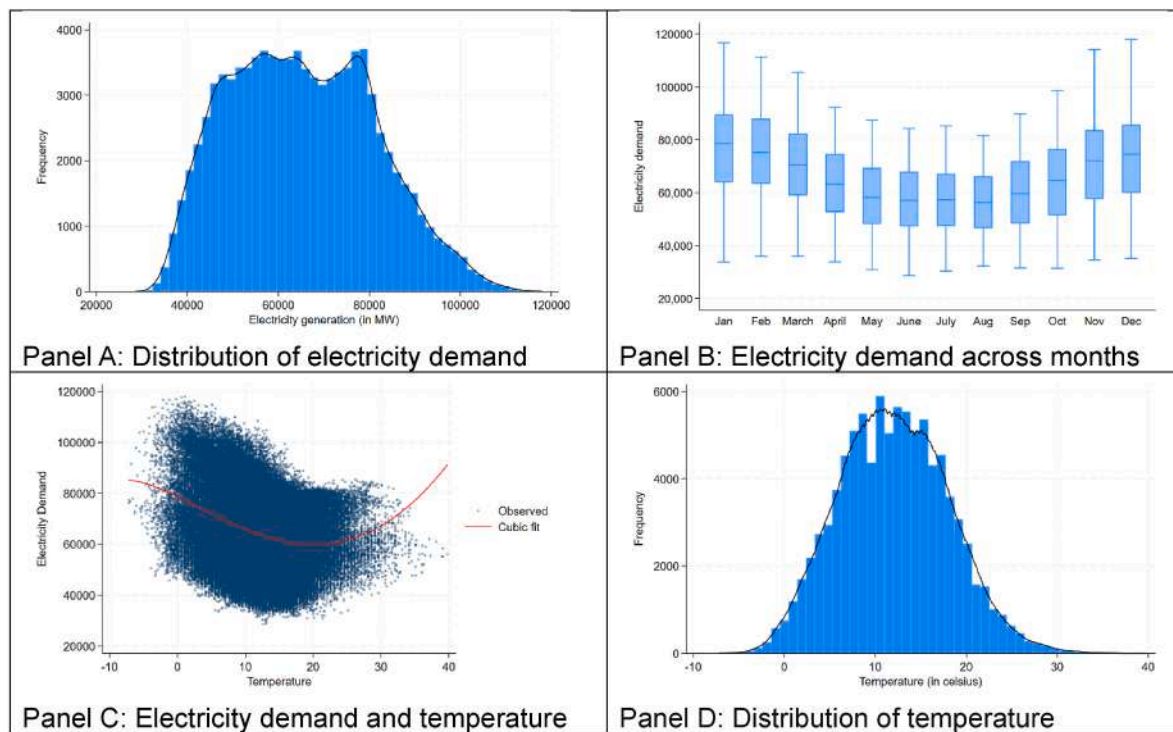 4000
3000
2000
1000
0
Frequency
20000 40000 60000 80000 100000 120000
Electricity generation (in MW)
Panel A: Distribution of electricity demand
120,000
100,000
80,000
60,000
40,000
20,000
Electricity demand
Jan Feb March April May June July Aug Sep Oct Nov Dec
Panel B: Electricity demand across months
120000
100000
80000
60000
40000
20000
Electricity Demand
-10 0 10 20 30 40
Temperature
Observed
Cubic fit
Panel C: Electricity demand and temperature
6000
4000
2000
0
Frequency
-10 0 10 20 30 40
Temperature (in celsius)
Panel D: Distribution of temperature